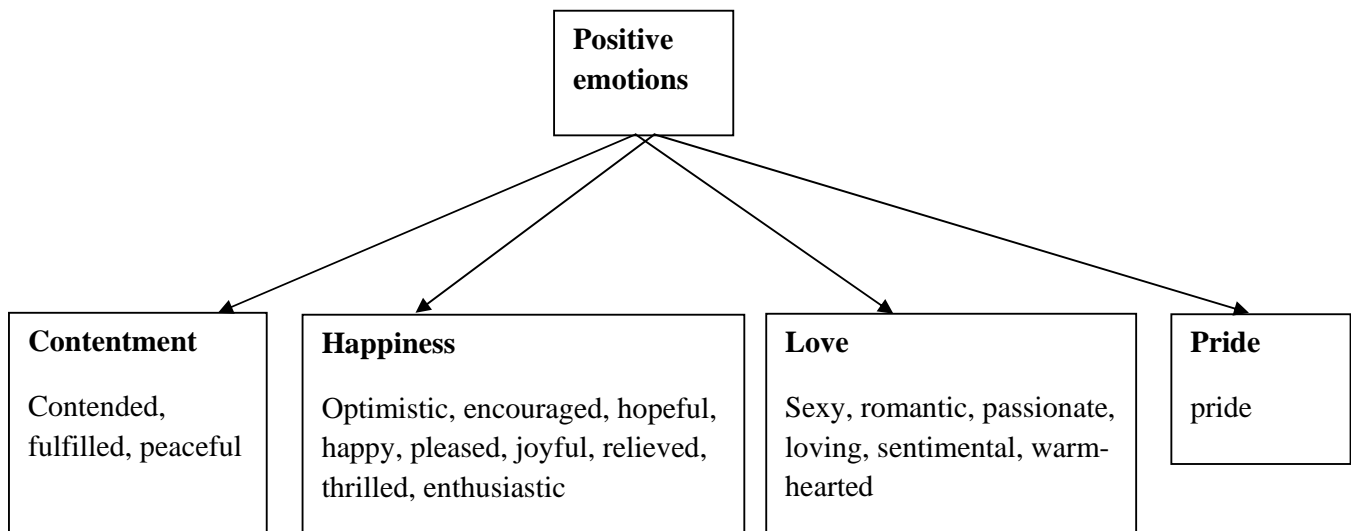 Positive
emotions
Contentment
Contended,
fulfilled, peaceful
Happiness
Optimistic, encouraged, hopeful,
happy, pleased, joyful, relieved,
thrilled, enthusiastic
Love
Sexy, romantic, passionate,
loving, sentimental, warm-
hearted
Pride
pride